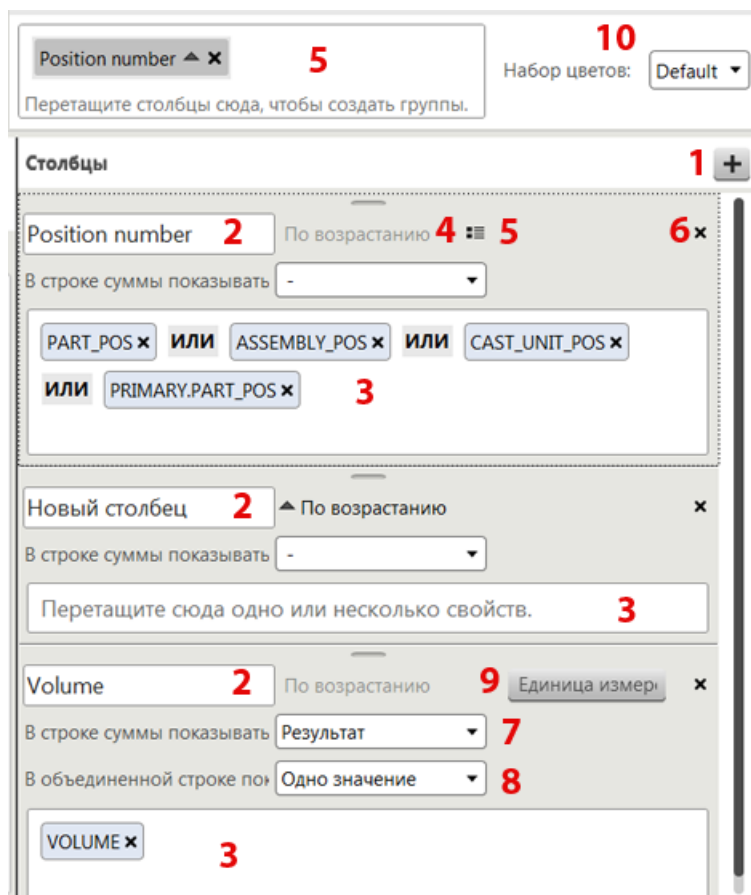 10
Position number 5
Набор цветов: Default
Перетащите столбцы сюда, чтобы создать группы.
Столбцы 1 +
Position number 2 По возрастанию 4 5 6 ×
В строке суммы показывать -
PART_POS × ИЛИ ASSEMBLY_POS × ИЛИ CAST_UNIT_POS ×
ИЛИ PRIMARY.PART_POS × 3
Новый столбец 2 По возрастанию ×
В строке суммы показывать -
Перетащите сюда одно или несколько свойств. 3
Volume 2 По возрастанию 9 Единица измер ×
В строке суммы показывать Результат 7
В объединенной строке по Одно значение 8
VOLUME × 3